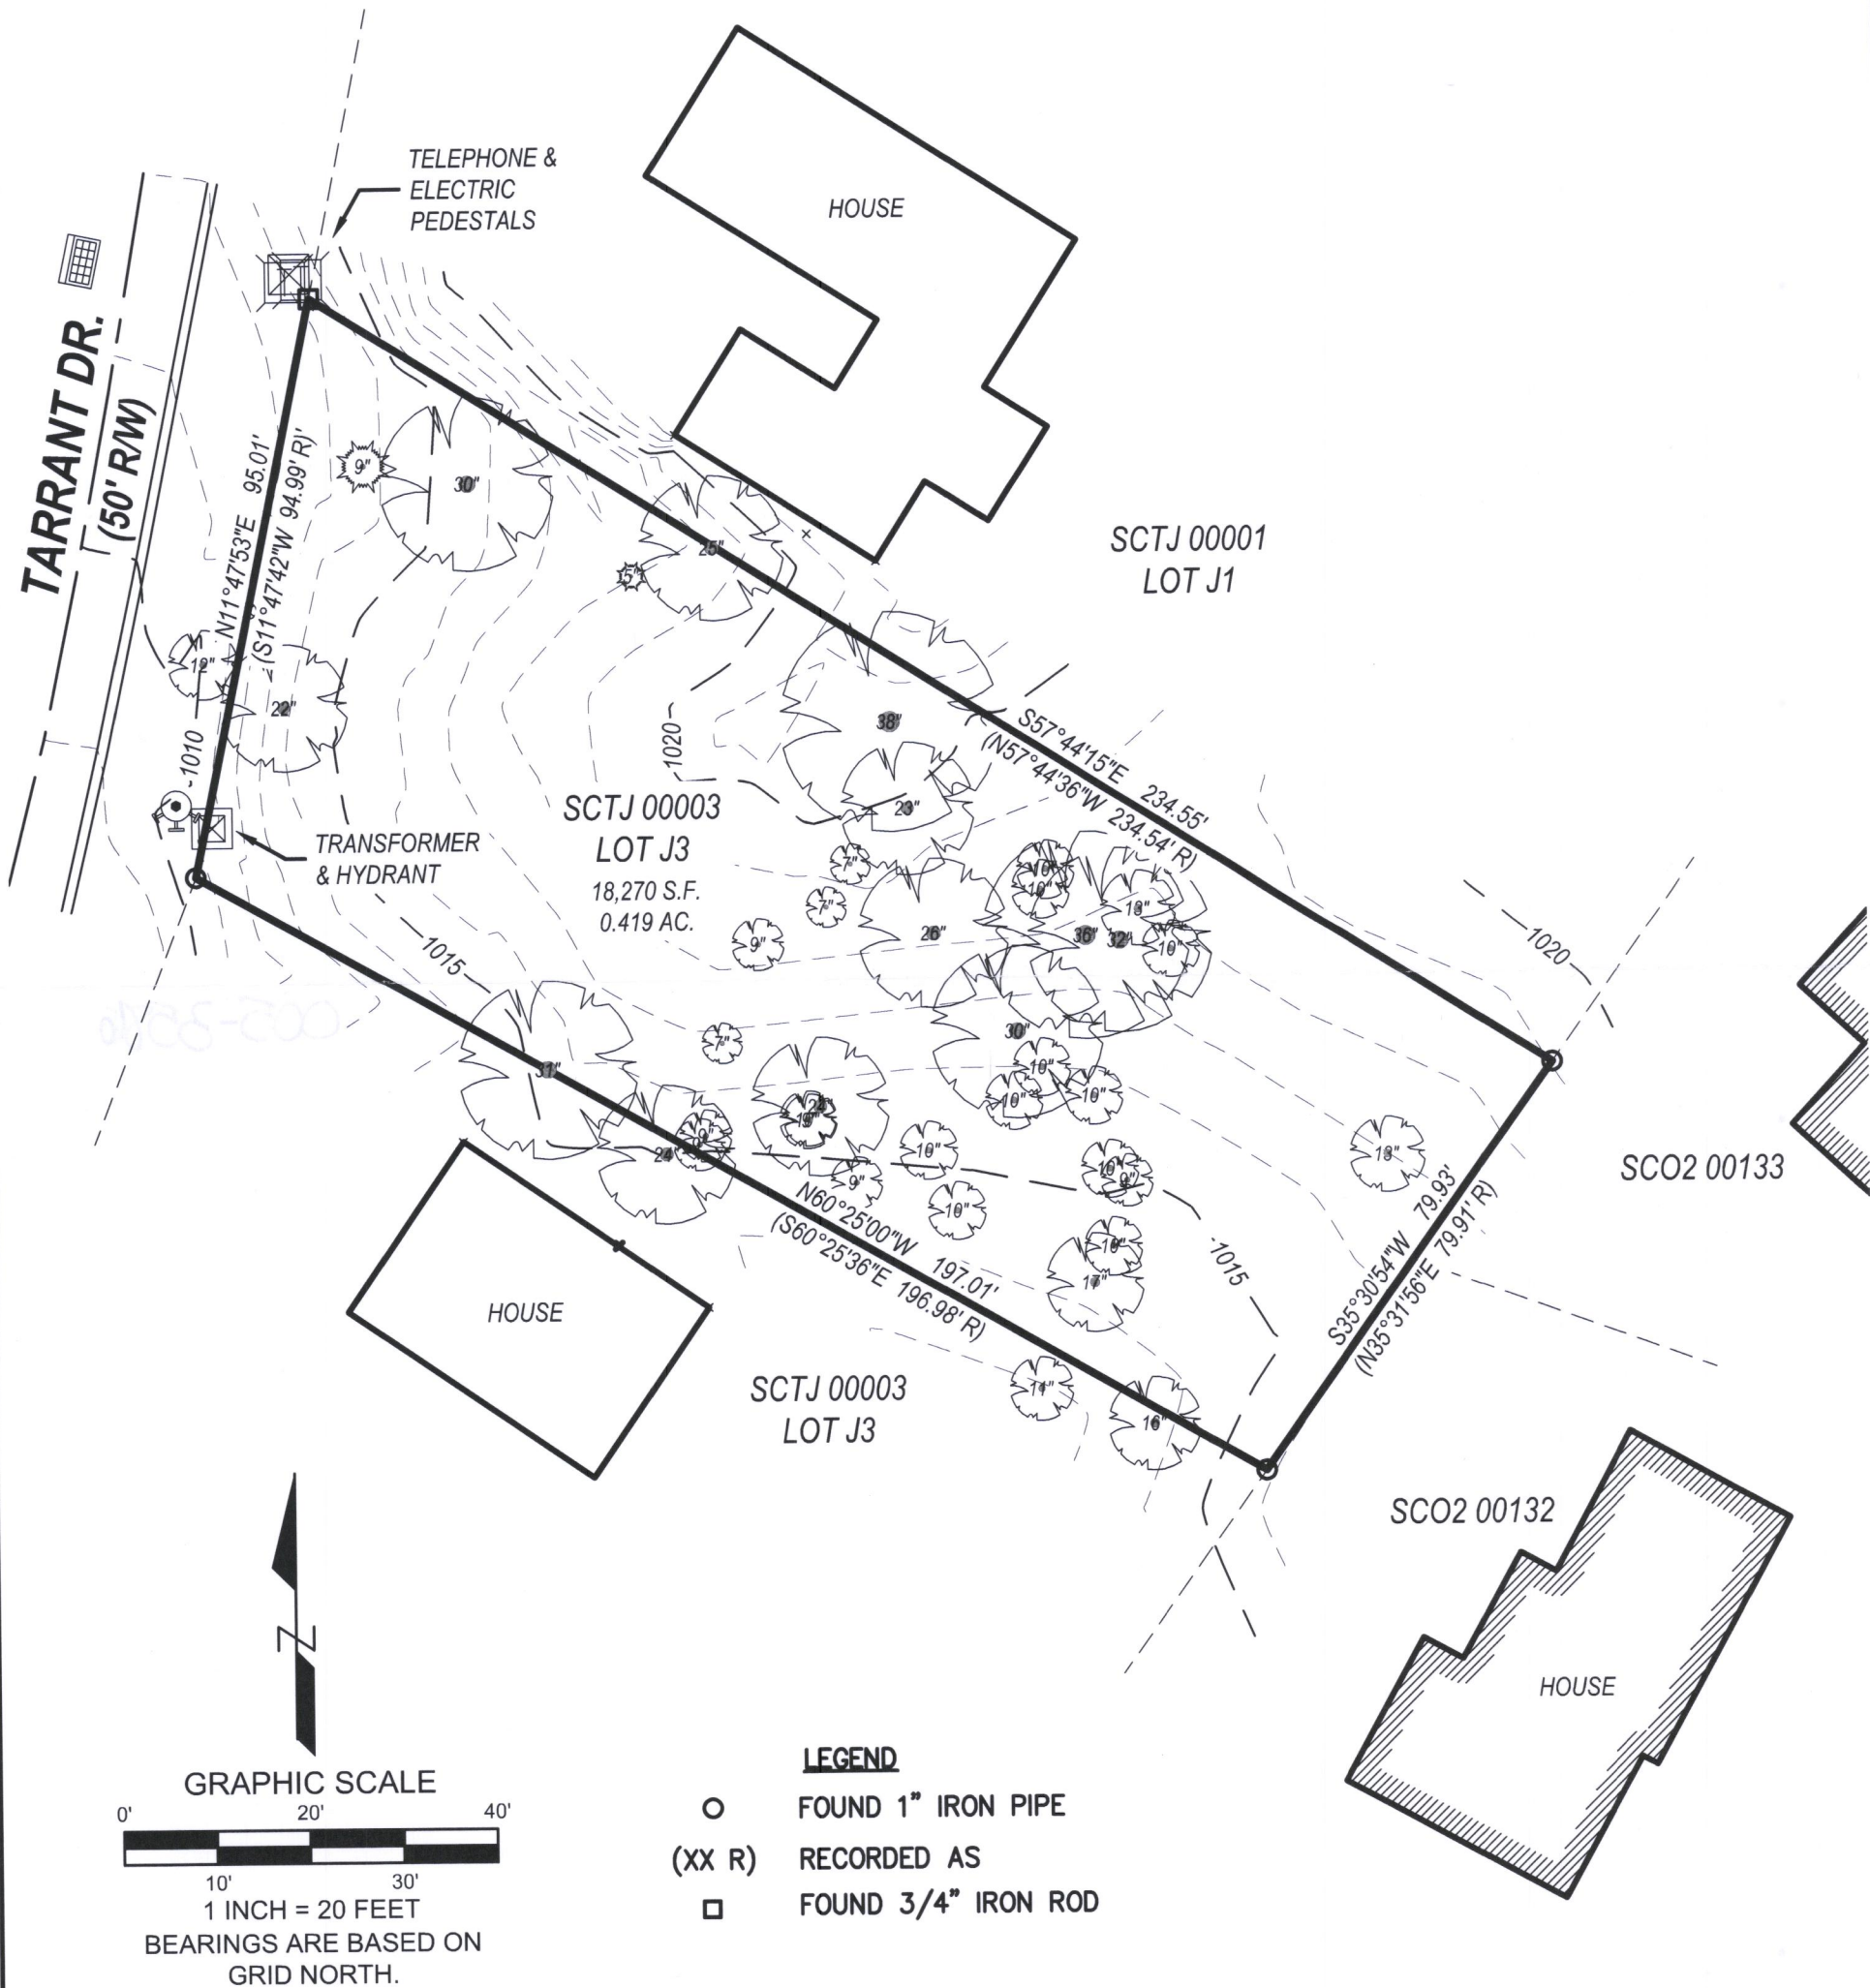 TELEPHONE &
ELECTRIC
PEDESTALS
HOUSE
TARRANT DR.
(50' R/W)
N11°47'53"E 95.01'
(S11°47'42"W 94.99' R)'
9"
30"
25"
5"
SCTJ 00001
LOT J1
12"
22"
1010
1020
38"
23"
S57°44'15"E 234.55'
(N57°44'36"W 234.54' R)
SCTJ 00003
LOT J3
18,270 S.F.
0.419 AC.
TRANSFORMER
& HYDRANT
7"
7"
9"
26"
10"
10"
18"
36"
32"
10"
1020
1015
31"
7"
30"
10"
10"
10"
24"
9"
10"
9"
10"
10"
9"
18"
SCO2 00133
10"
17"
1015
N60°25'00"W 197.01'
(S60°25'36"E 196.98' R)
S35°30'54"W 79.93'
(N35°31'56"E 79.91' R)
HOUSE
SCTJ 00003
LOT J3
16"
SCO2 00132
HOUSE
Z
GRAPHIC SCALE
0' 20' 40'
10' 30'
1 INCH = 20 FEET
BEARINGS ARE BASED ON
GRID NORTH.
LEGEND
FOUND 1" IRON PIPE
(XX R) RECORDED AS
FOUND 3/4" IRON ROD